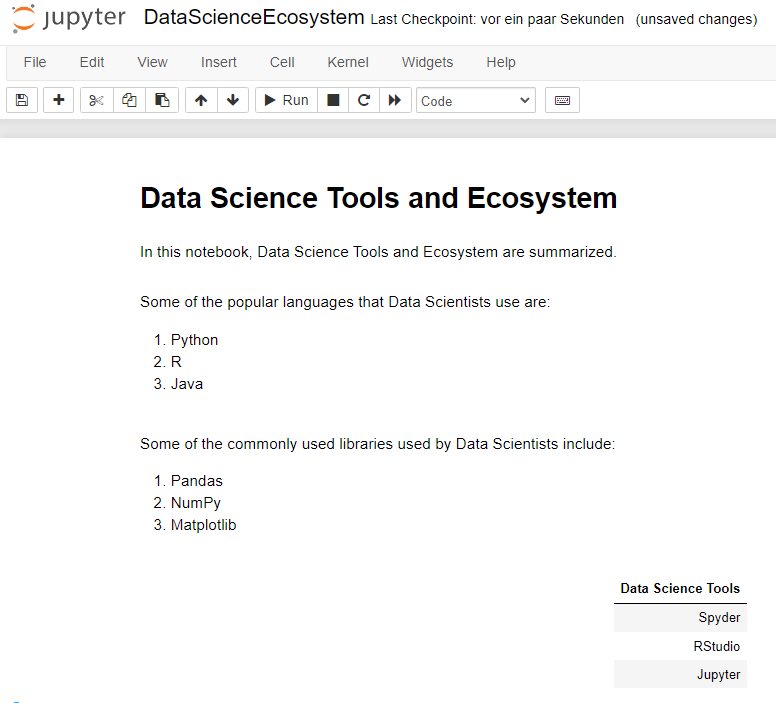 jupyter DataScienceEcosystem Last Checkpoint: vor ein paar Sekunden (unsaved changes)
File Edit View Insert Cell Kernel Widgets Help
Run Code
Data Science Tools and Ecosystem
In this notebook, Data Science Tools and Ecosystem are summarized.
Some of the popular languages that Data Scientists use are:
1. Python
2. R
3. Java
Some of the commonly used libraries used by Data Scientists include:
1. Pandas
2. NumPy
3. Matplotlib
Data Science Tools
Spyder
RStudio
Jupyter